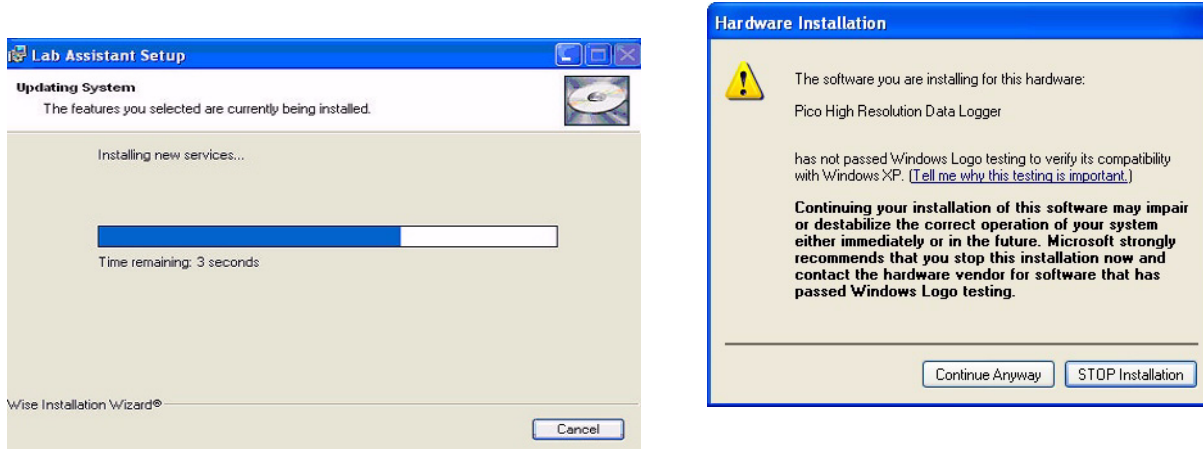 Lab Assistant Setup
Updating System
The features you selected are currently being installed.
Installing new services...
Time remaining: 3 seconds
Wise Installation Wizard®
Cancel
Hardware Installation
The software you are installing for this hardware:
Pico High Resolution Data Logger
has not passed Windows Logo testing to verify its compatibility
with Windows XP. (Tell me why this testing is important.)
Continuing your installation of this software may impair
or destabilize the correct operation of your system
either immediately or in the future. Microsoft strongly
recommends that you stop this installation now and
contact the hardware vendor for software that has
passed Windows Logo testing.
Continue Anyway
STOP Installation